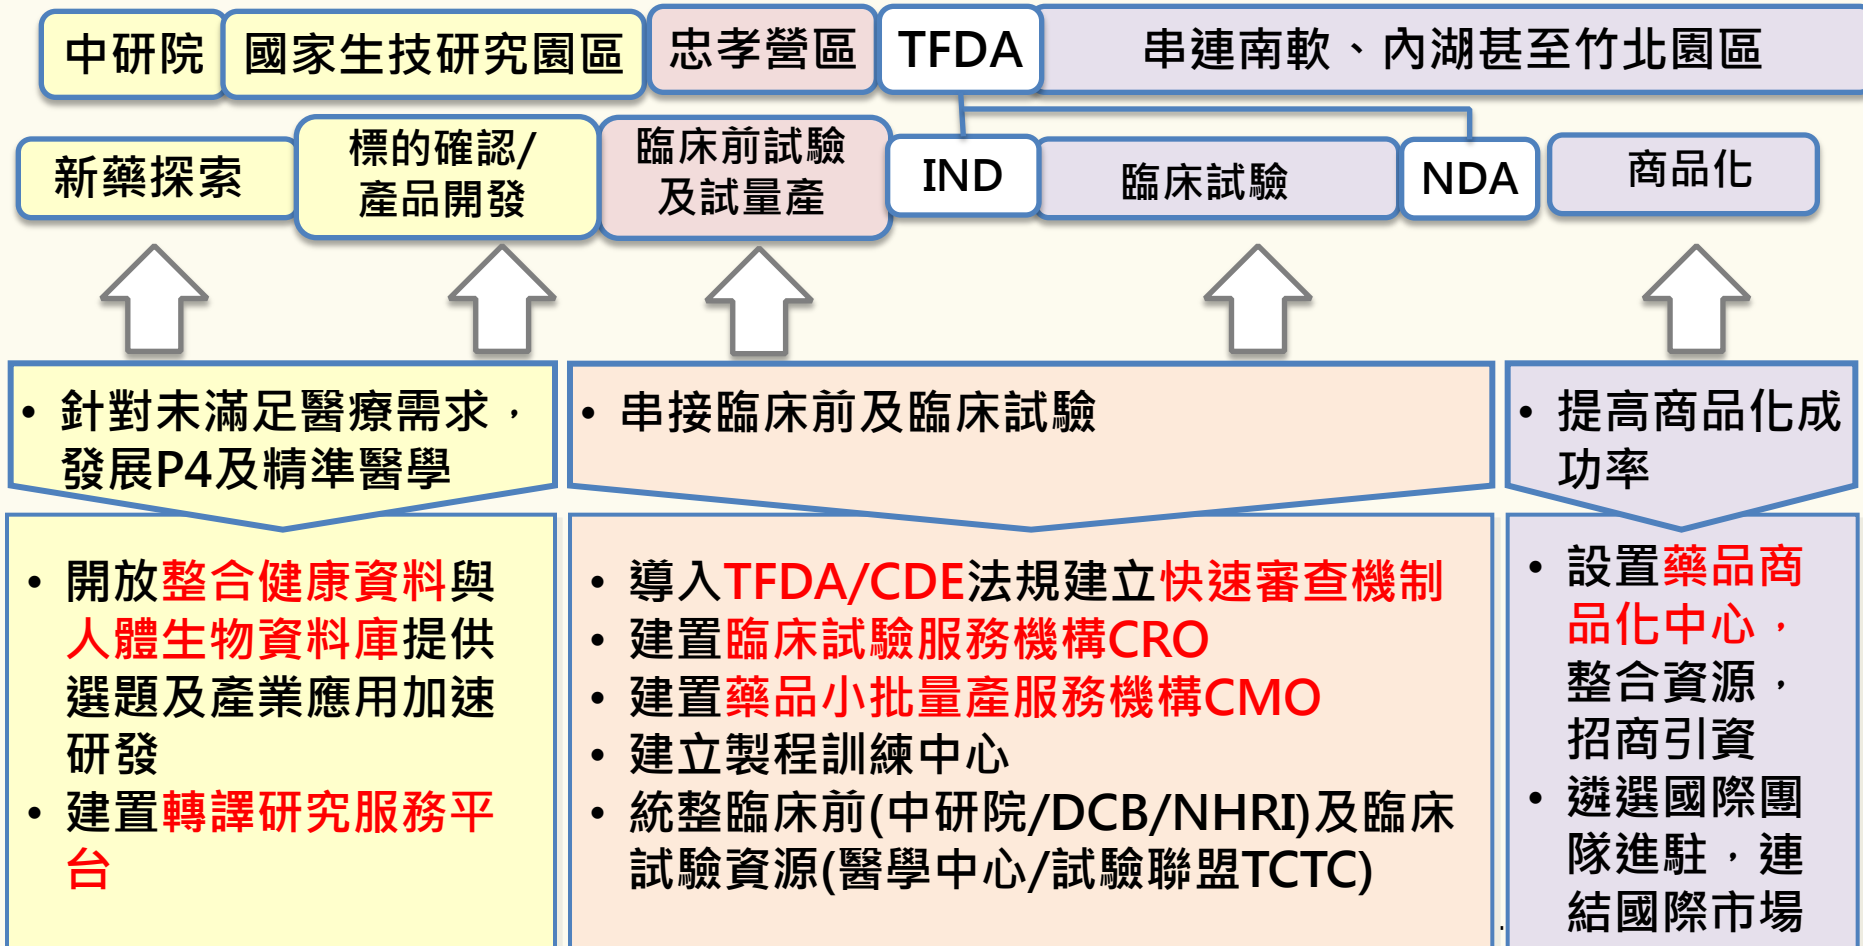 中研院
國家生技研究園區
忠孝營區
TFDA
串連南軟、內湖甚至竹北園區
新藥探索
標的確認/
產品開發
臨床前試驗
及試量產
IND
臨床試驗
NDA
商品化
• 針對未滿足醫療需求，
發展P4及精準醫學
• 串接臨床前及臨床試驗
• 提高商品化成
功率
• 開放整合健康資料與
人體生物資料庫提供
選題及產業應用加速
研發
• 建置轉譯研究服務平
台
• 導入TFDA/CDE法規建立快速審查機制
• 建置臨床試驗服務機構CRO
• 建置藥品小批量產服務機構CMO
• 建立製程訓練中心
• 統整臨床前(中研院/DCB/NHRI)及臨床
試驗資源(醫學中心/試驗聯盟TCTC)
• 設置藥品商
品化中心，
整合資源，
招商引資
• 遴選國際團
隊進駐，連
結國際市場